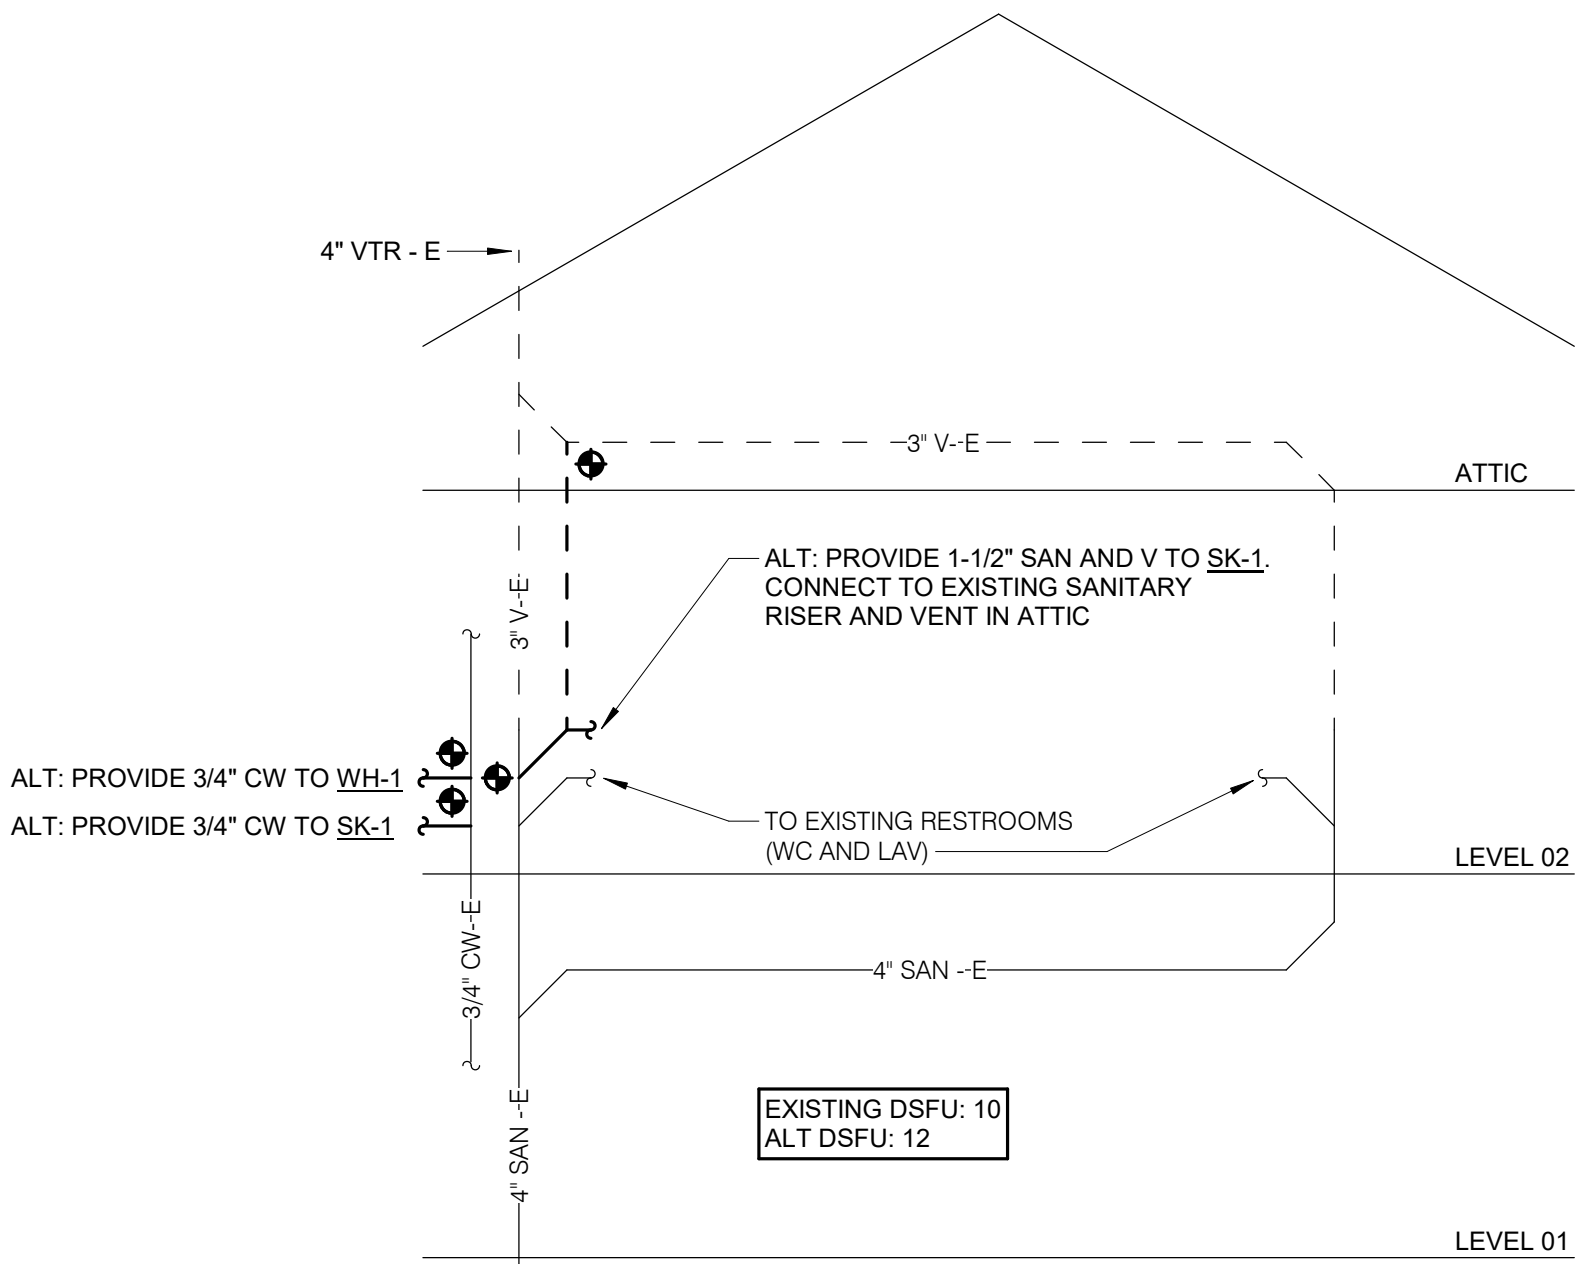 4" VTR - E
3" V--E
ATTIC
ALT: PROVIDE 1-1/2" SAN AND V TO SK-1.
CONNECT TO EXISTING SANITARY
RISER AND VENT IN ATTIC
3" V--E
ALT: PROVIDE 3/4" CW TO WH-1
ALT: PROVIDE 3/4" CW TO SK-1
TO EXISTING RESTROOMS
(WC AND LAV)
LEVEL 02
3/4" CW--E
4" SAN --E
4" SAN --E
EXISTING DSFU: 10
ALT DSFU: 12
LEVEL 01